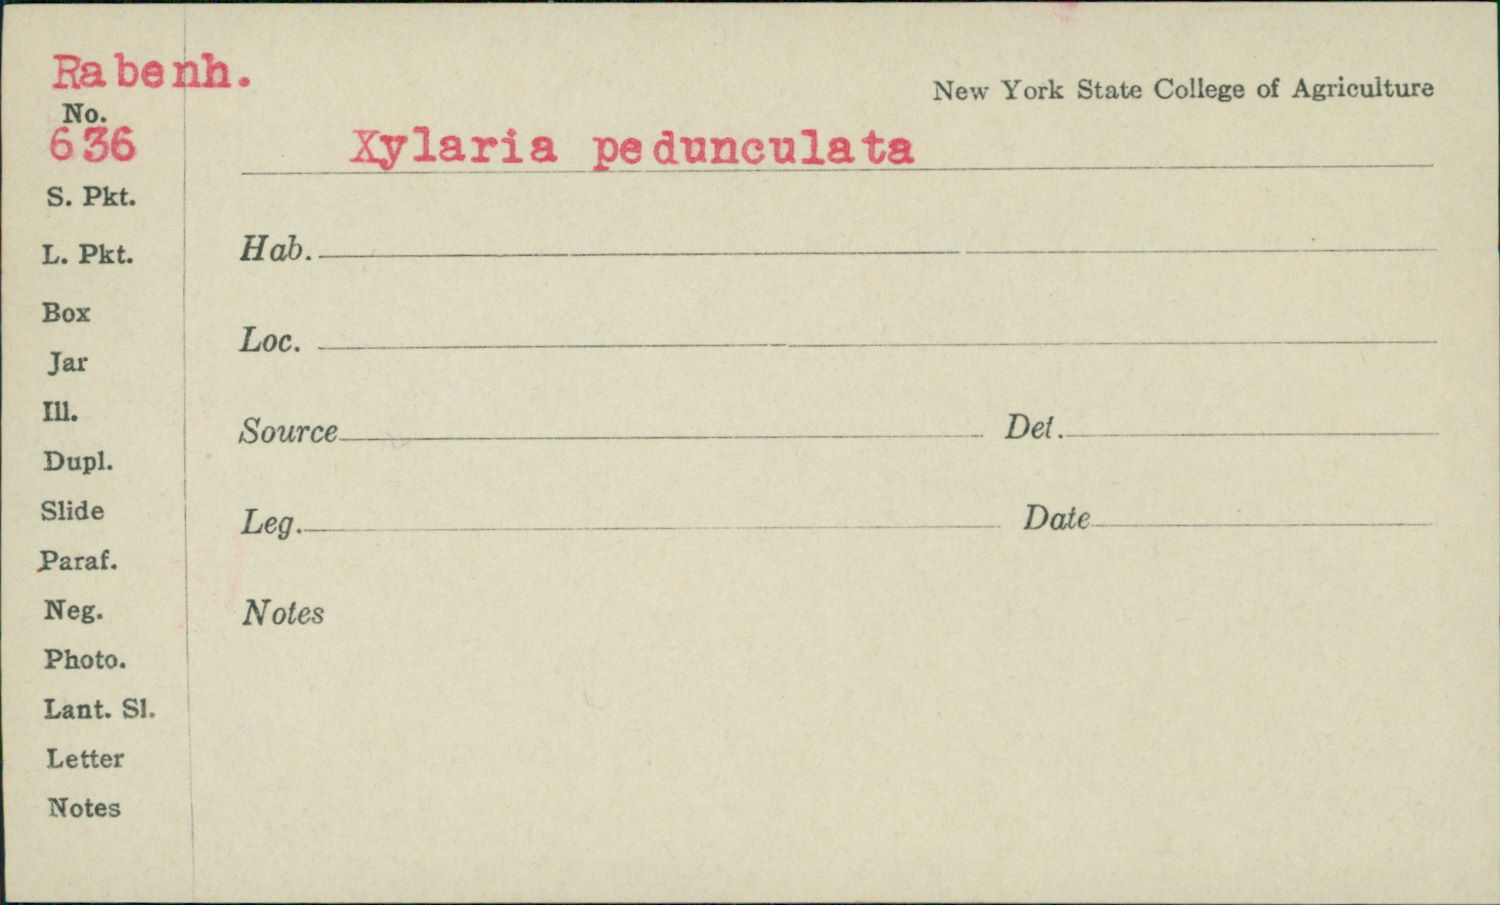 Rabenh.
New York State College of Agriculture
No.
636
Xylaria pedunculata
S. Pkt.
L. Pkt.
Hab.
Box
Loc.
Jar
Ill.
Source Det.
Dupl.
Slide
Leg. Date
Paraf.
Neg.
Notes
Photo.
Lant. Sl.
Letter
Notes